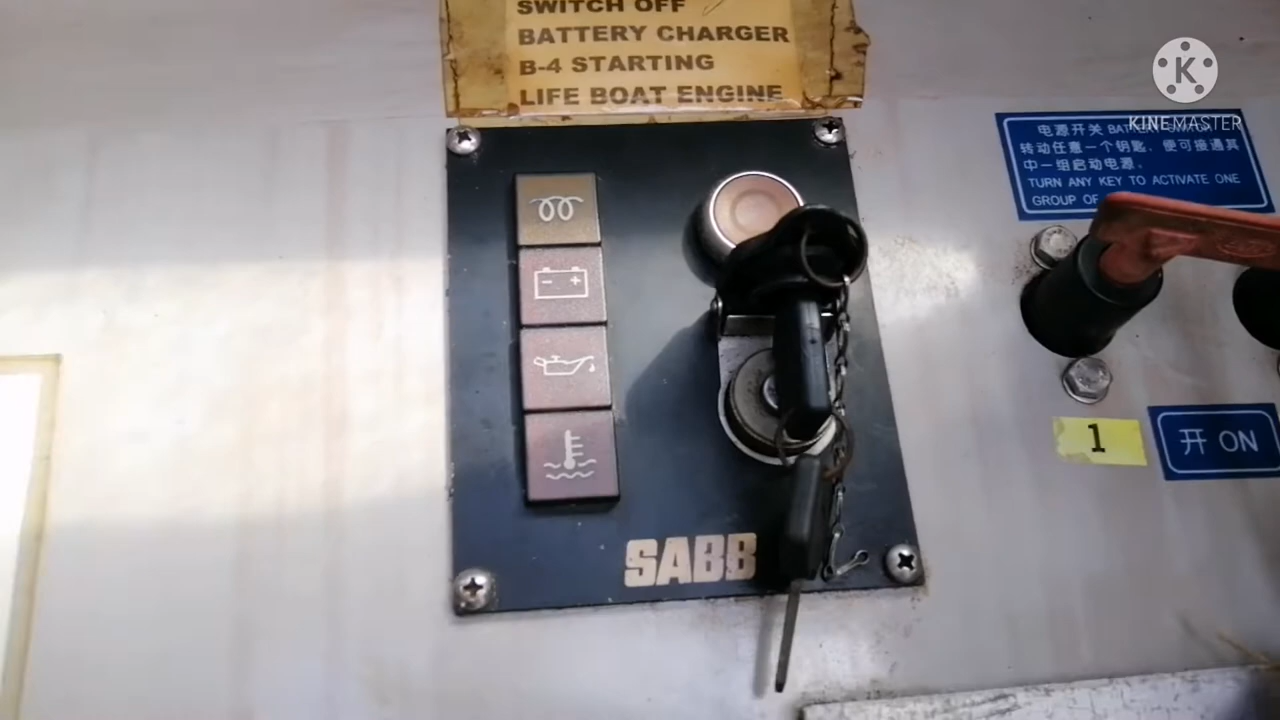 SWITCH OFF
BATTERY CHARGER
B-4 STARTING
LIFE BOAT ENGINE
K
KINEMASTER
电源开关 BATTERY SWITCH
转动任意一个钥匙，便可接通其
中一组启动电源。
TURN ANY KEY TO ACTIVATE ONE
GROUP OF
- +
1
开 ON
SABB